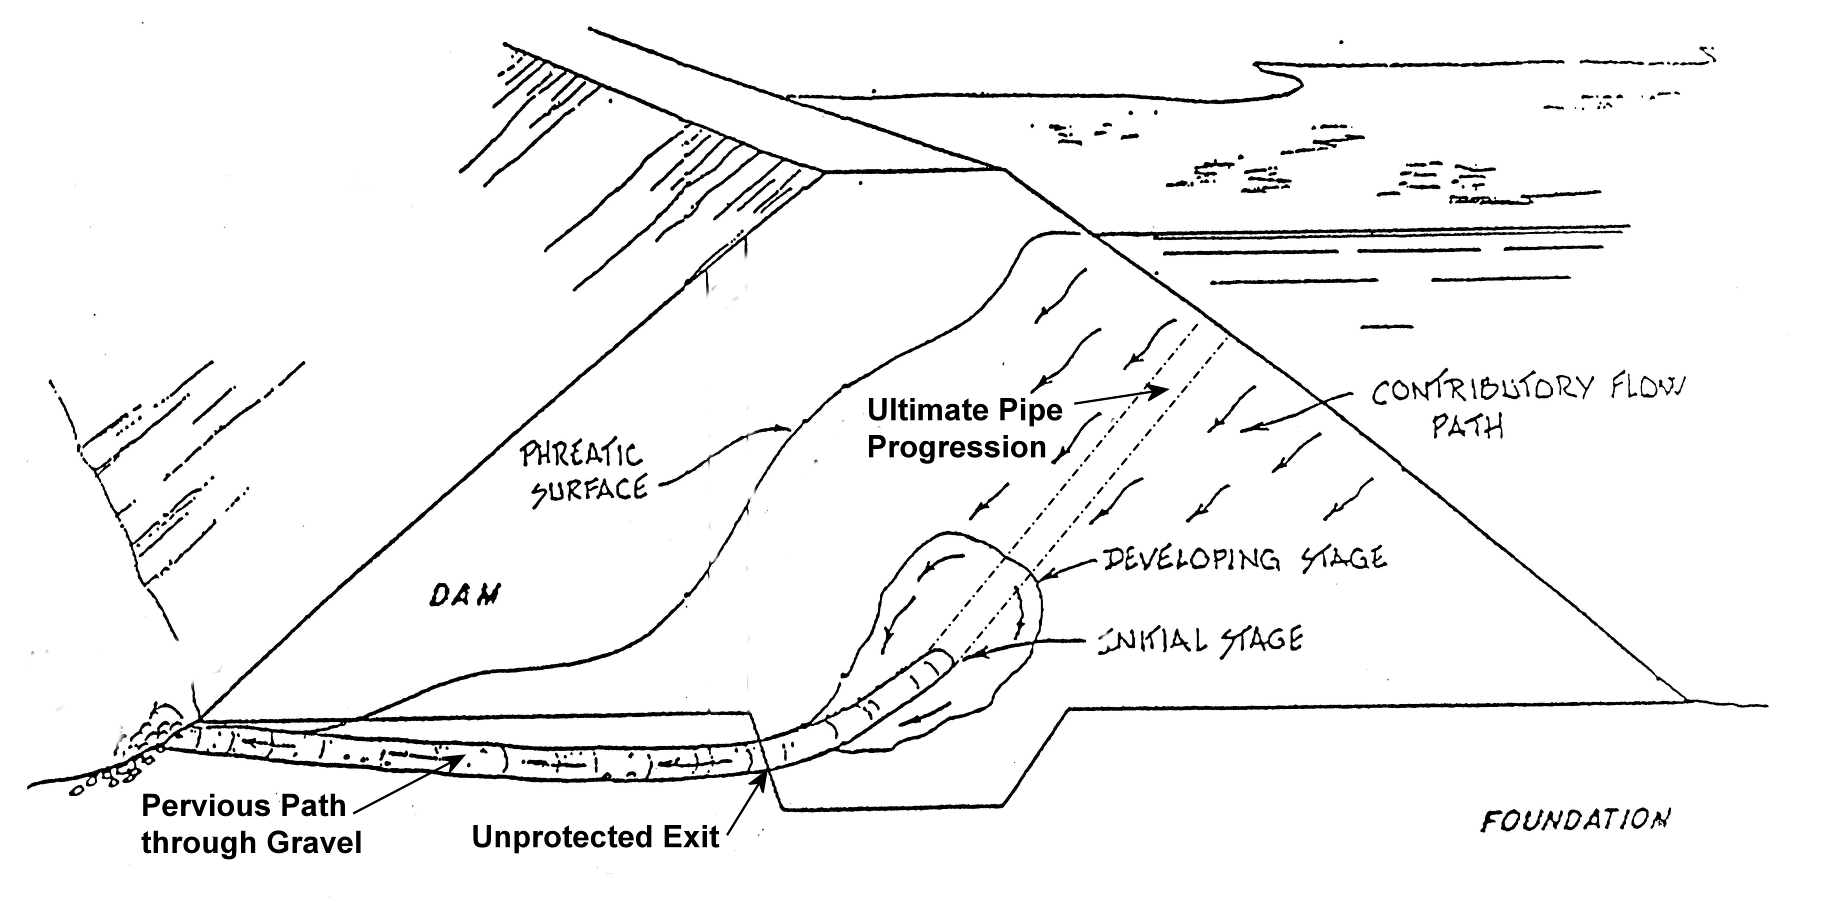 Ultimate Pipe
Progression
CONTRIBUTORY FLOW
PATH
PHREATIC
SURFACE
DEVELOPING STAGE
DAM
INITIAL STAGE
Pervious Path
through Gravel
Unprotected Exit
FOUNDATION